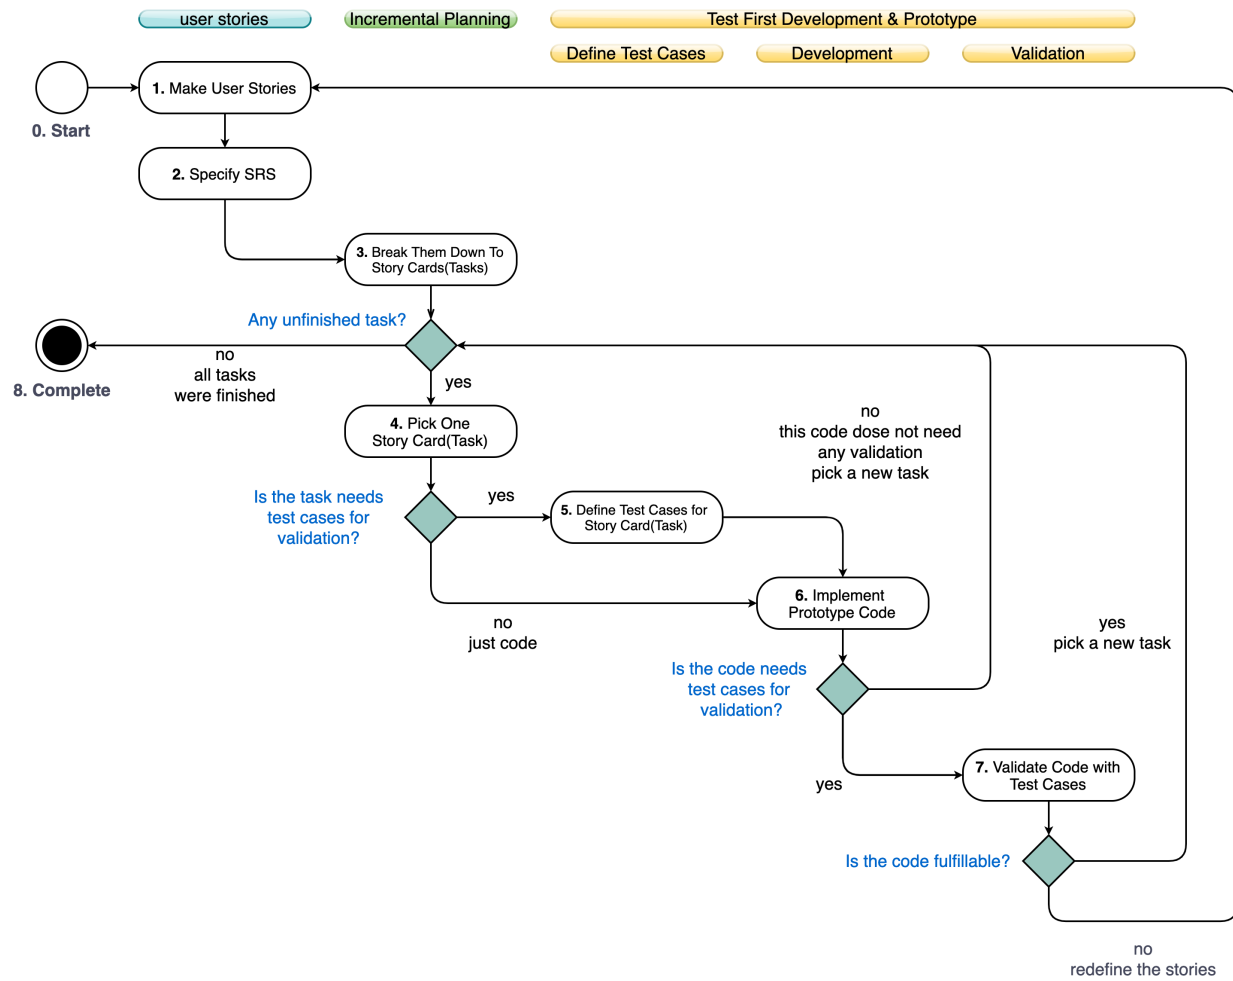 user stories
Incremental Planning
Test First Development & Prototype
Define Test Cases
Development
Validation
1. Make User Stories
0. Start
2. Specify SRS
3. Break Them Down To
Story Cards(Tasks)
Any unfinished task?
no
all tasks
were finished
8. Complete
yes
4. Pick One
Story Card(Task)
no
this code dose not need
any validation
pick a new task
Is the task needs
test cases for
validation?
yes
5. Define Test Cases for
Story Card(Task)
6. Implement
Prototype Code
no
just code
yes
pick a new task
Is the code needs
test cases for
validation?
yes
7. Validate Code with
Test Cases
Is the code fulfillable?
no
redefine the stories